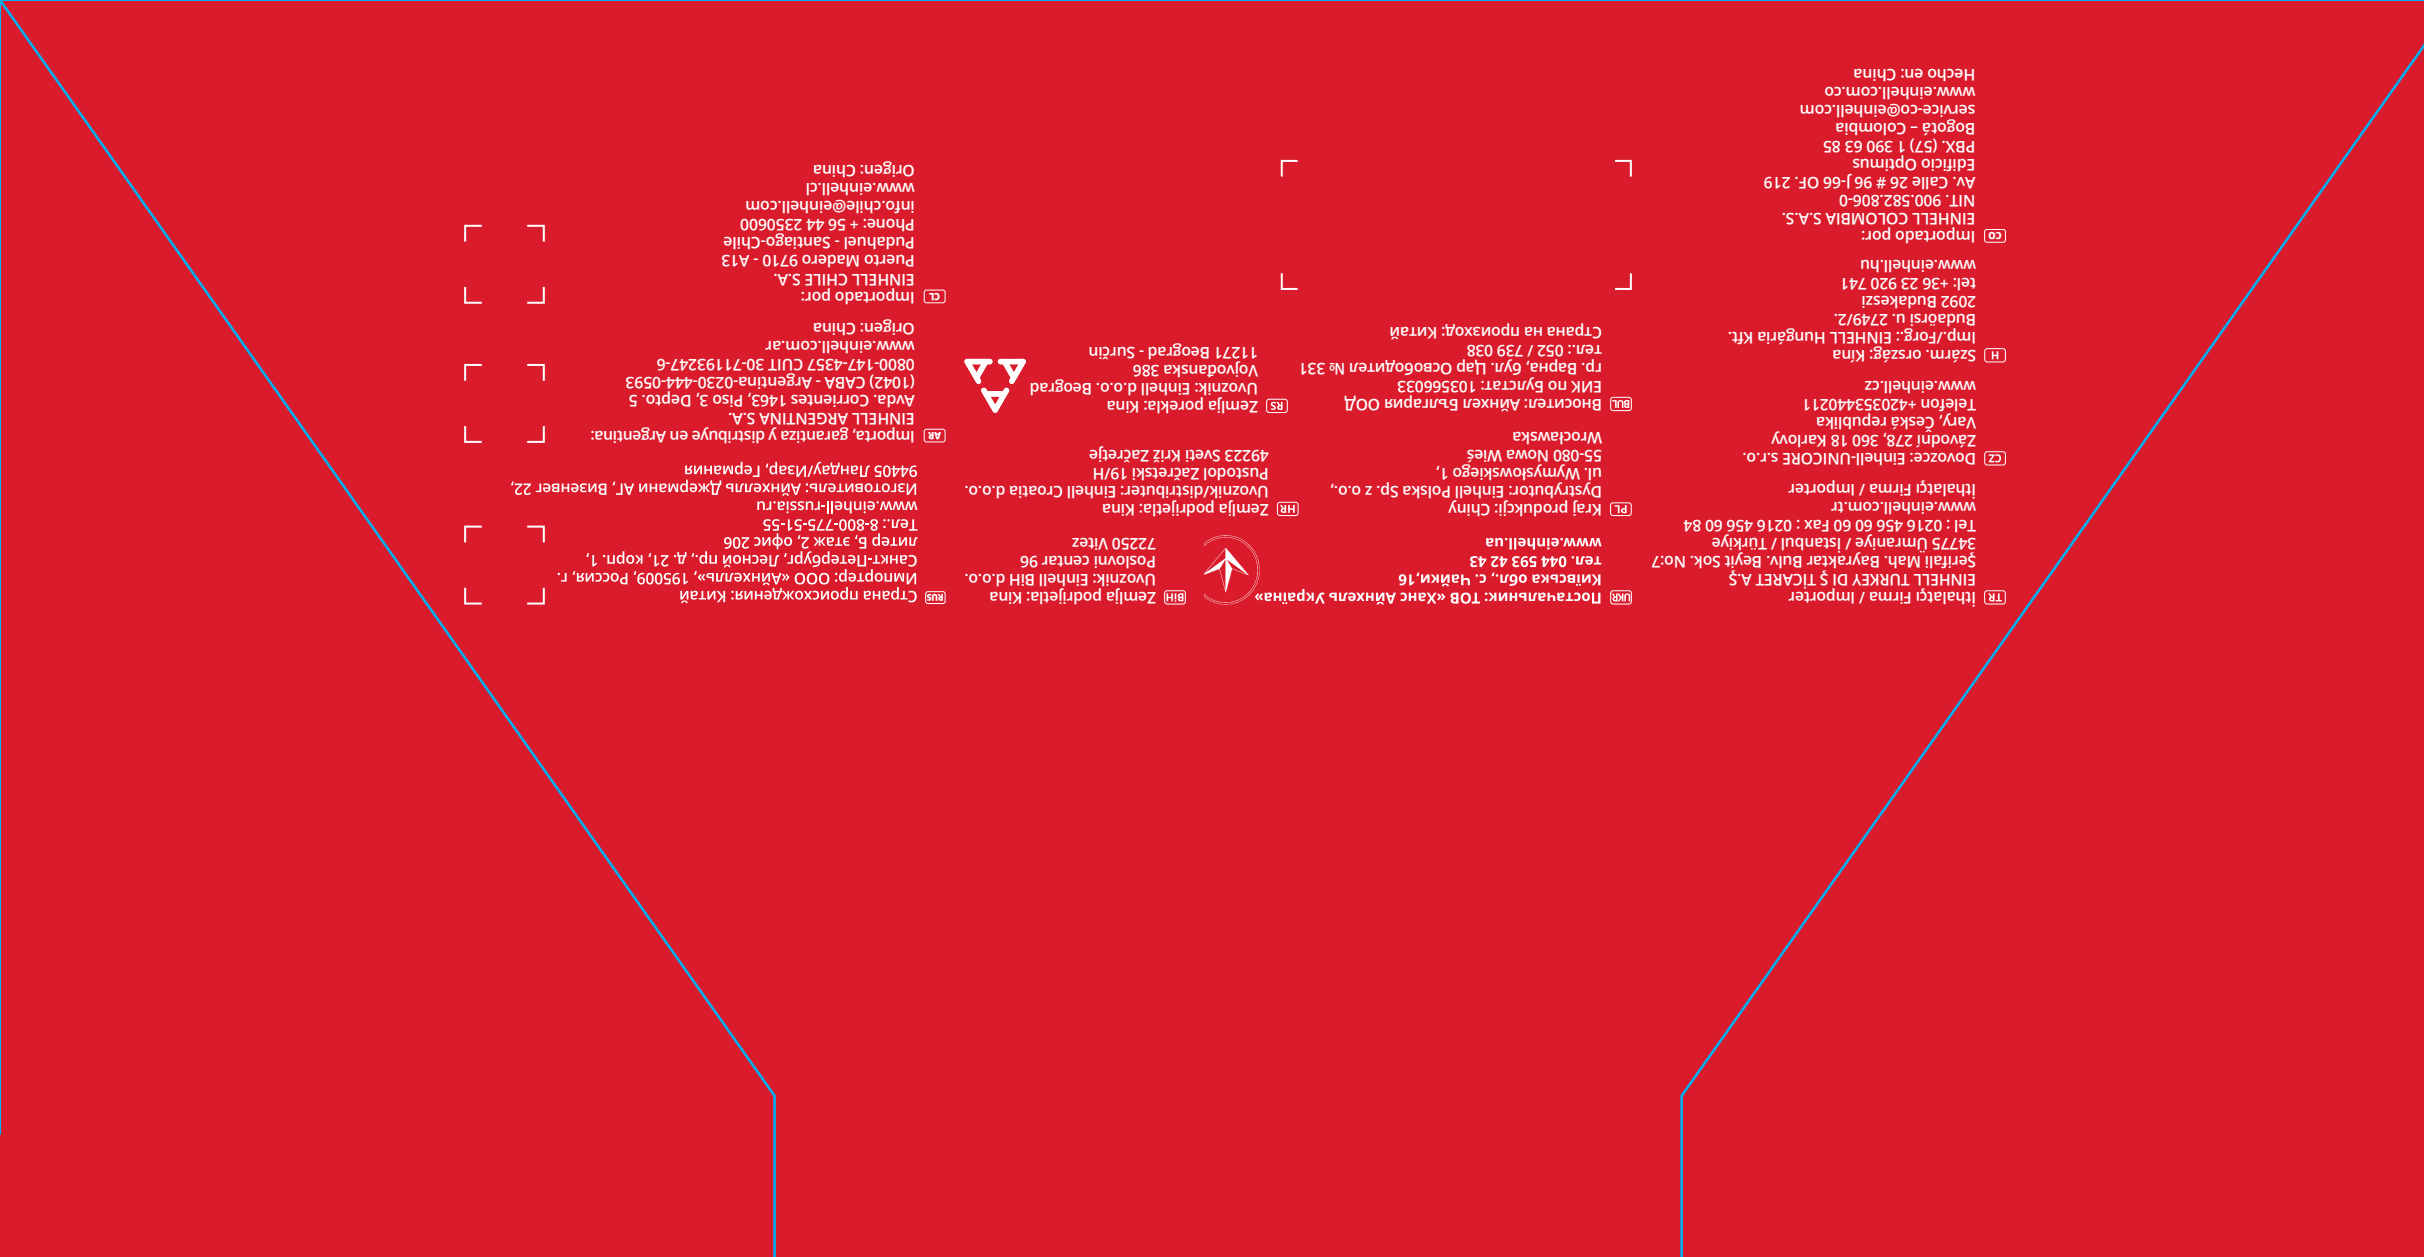 TR İthalatçı Firma / Importer
EINHELL TURKEY DI Ş TİCARET A.Ş
Şerifali Mah. Bayraktar Bulv. Beyit Sok. No:7
34775 Ümraniye / Istanbul / Türkiye
Tel : 0216 456 60 60 Fax : 0216 456 60 84
www.einhell.com.tr
İthalatçı Firma / Importer
CZ Dovozce: Einhell-UNICORE s.r.o.
Závodní 278, 360 18 Karlovy
Vary, Česká republika
Telefon +420353440211
www.einhell.cz
H Szárm. ország: Kína
Imp./Forg.: EINHELL Hungária Kft.
Budaörsi u. 2749/2.
2092 Budakeszi
tel: +36 23 920 741
www.einhell.hu
CO Importado por:
EINHELL COLOMBIA S.A.S.
NIT. 900.582.806-0
Av. Calle 26 # 96 J-66 OF. 219
Edificio Optimus
PBX. (57) 1 390 63 85
Bogotá – Colombia
service-co@einhell.com
www.einhell.com.co
Hecho en: China
UKR Постачальник: ТОВ «Ханс Айнхель Україна»
Київська обл., с. Чайки,16
тел. 044 593 42 43
www.einhell.ua
PL Kraj produkcji: Chiny
Dystrybutor: Einhell Polska Sp. z o.o.,
ul. Wymysłowskiego 1,
55-080 Nowa Wieś
Wrocławska
BUL Вносител: Айнхел България ООД
ЕИК по Булстат: 103566033
гр. Варна, бул. Цар Освободител № 331
тел.: 052 / 739 038
Страна на произход: Китай
BIH Zemlja podrijetla: Kina
Uvoznik: Einhell BiH d.o.o.
Poslovni centar 96
72250 Vitez
HR Zemlja podrijetla: Kina
Uvoznik/distributer: Einhell Croatia d.o.o.
Pustodol Začretski 19/H
49223 Sveti Križ Začretje
RS Zemlja porekla: Kina
Uvoznik: Einhell d.o.o. Beograd
Vojvođanska 386
11271 Beograd - Surčin
RUS Страна происхождения: Китай
Импортер: ООО «Айнхелль», 195009, Россия, г.
Санкт-Петербург, Лесной пр., д. 21, корп. 1,
литер Б, этаж 2, офис 206
Тел.: 8-800-775-51-55
www.einhell-russia.ru
Изготовитель: Айнхелль Джермани АГ, Визенвег 22,
94405 Ландау/Изар, Германия
AR Importa, garantiza y distribuye en Argentina:
EINHELL ARGENTINA S.A.
Avda. Corrientes 1463, Piso 3, Depto. 5
(1042) CABA - Argentina-0230-444-0593
0800-147-4357 CUIT 30-71193247-6
www.einhell.com.ar
Origen: China
CL Importado por:
EINHELL CHILE S.A.
Puerto Madero 9710 - A13
Pudahuel - Santiago-Chile
Phone: + 56 44 2350600
info.chile@einhell.com
www.einhell.cl
Origen: China